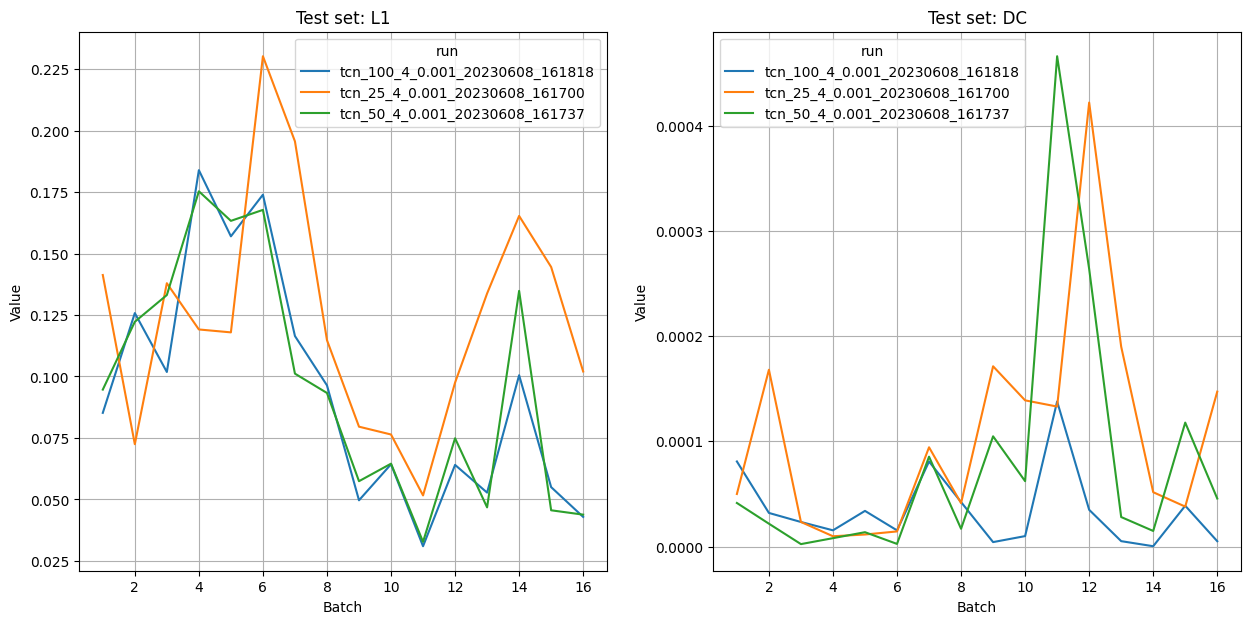 Test set: L1
run
tcn_100_4_0.001_20230608_161818
tcn_25_4_0.001_20230608_161700
tcn_50_4_0.001_20230608_161737
0.225
0.200
0.175
0.150
0.125
0.100
0.075
0.050
0.025
Value
2 4 6 8 10 12 14 16
Batch
Test set: DC
run
tcn_100_4_0.001_20230608_161818
tcn_25_4_0.001_20230608_161700
tcn_50_4_0.001_20230608_161737
0.0004
0.0003
0.0002
0.0001
0.0000
Value
2 4 6 8 10 12 14 16
Batch